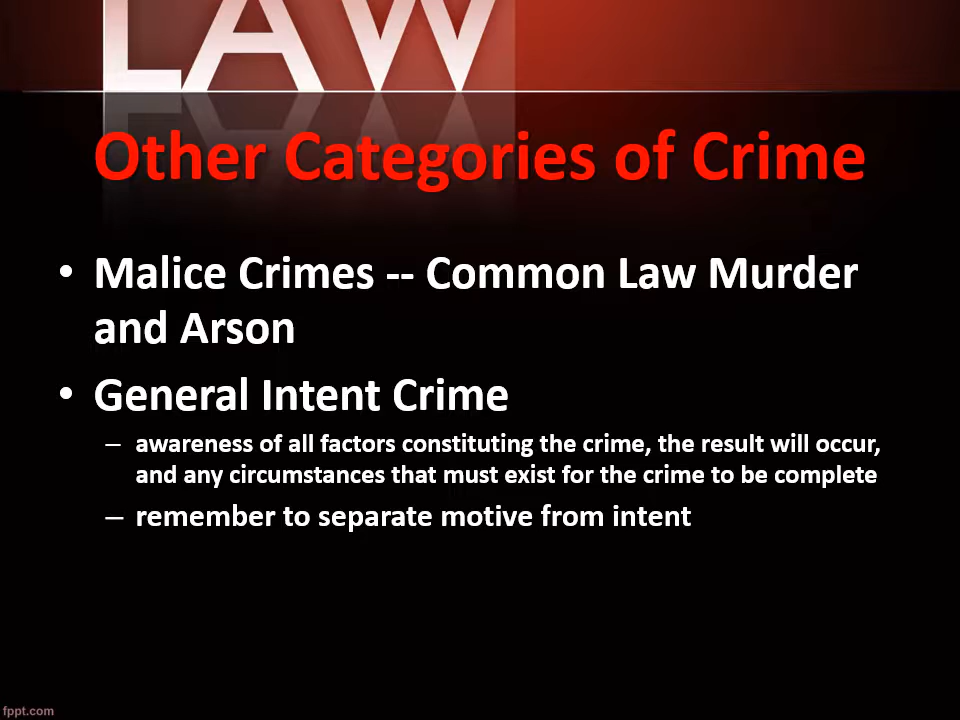 LAW
Other Categories of Crime
• Malice Crimes -- Common Law Murder
and Arson
• General Intent Crime
– awareness of all factors constituting the crime, the result will occur,
and any circumstances that must exist for the crime to be complete
– remember to separate motive from intent
fppt.com